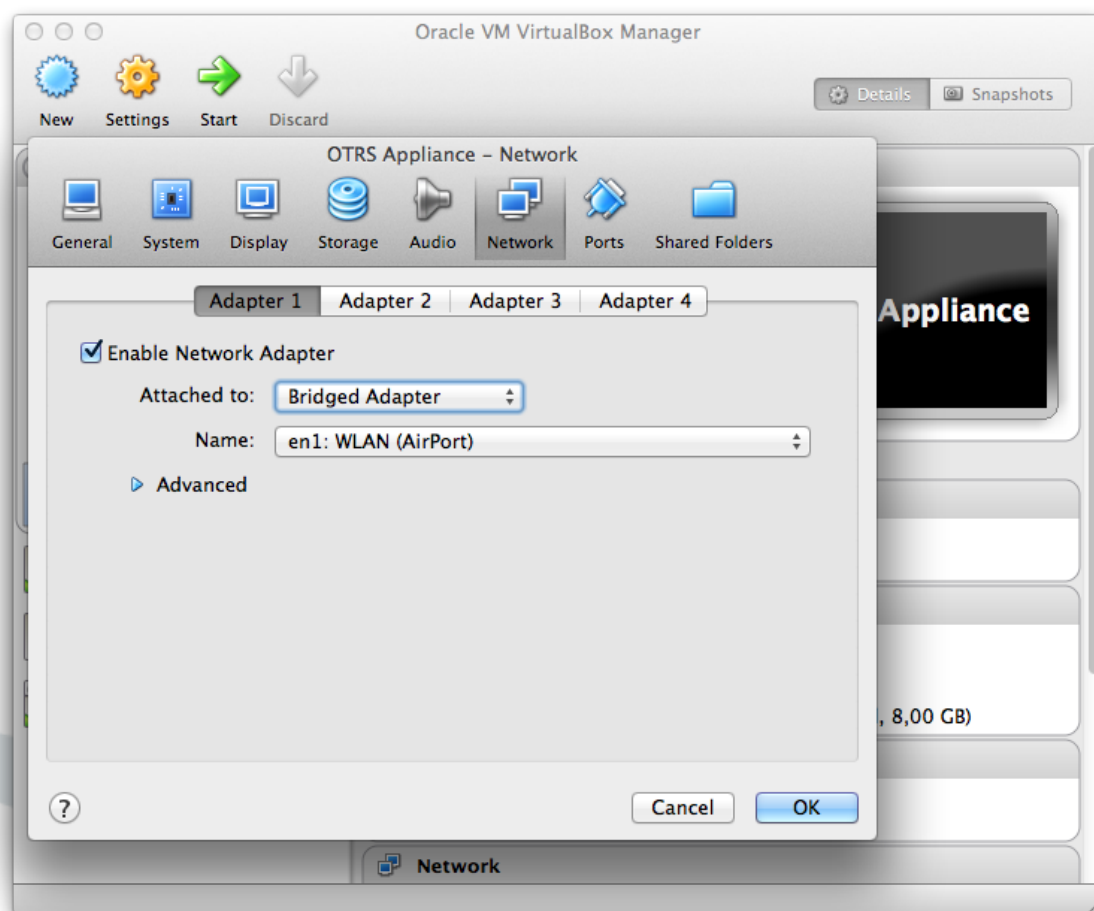 Oracle VM VirtualBox Manager
New Settings Start Discard
Details Snapshots
OTRS Appliance – Network
General System Display Storage Audio Network Ports Shared Folders
Adapter 1 Adapter 2 Adapter 3 Adapter 4
Appliance
Enable Network Adapter
Attached to: Bridged Adapter
Name: en1: WLAN (AirPort)
Advanced
, 8,00 GB)
? Cancel OK
Network